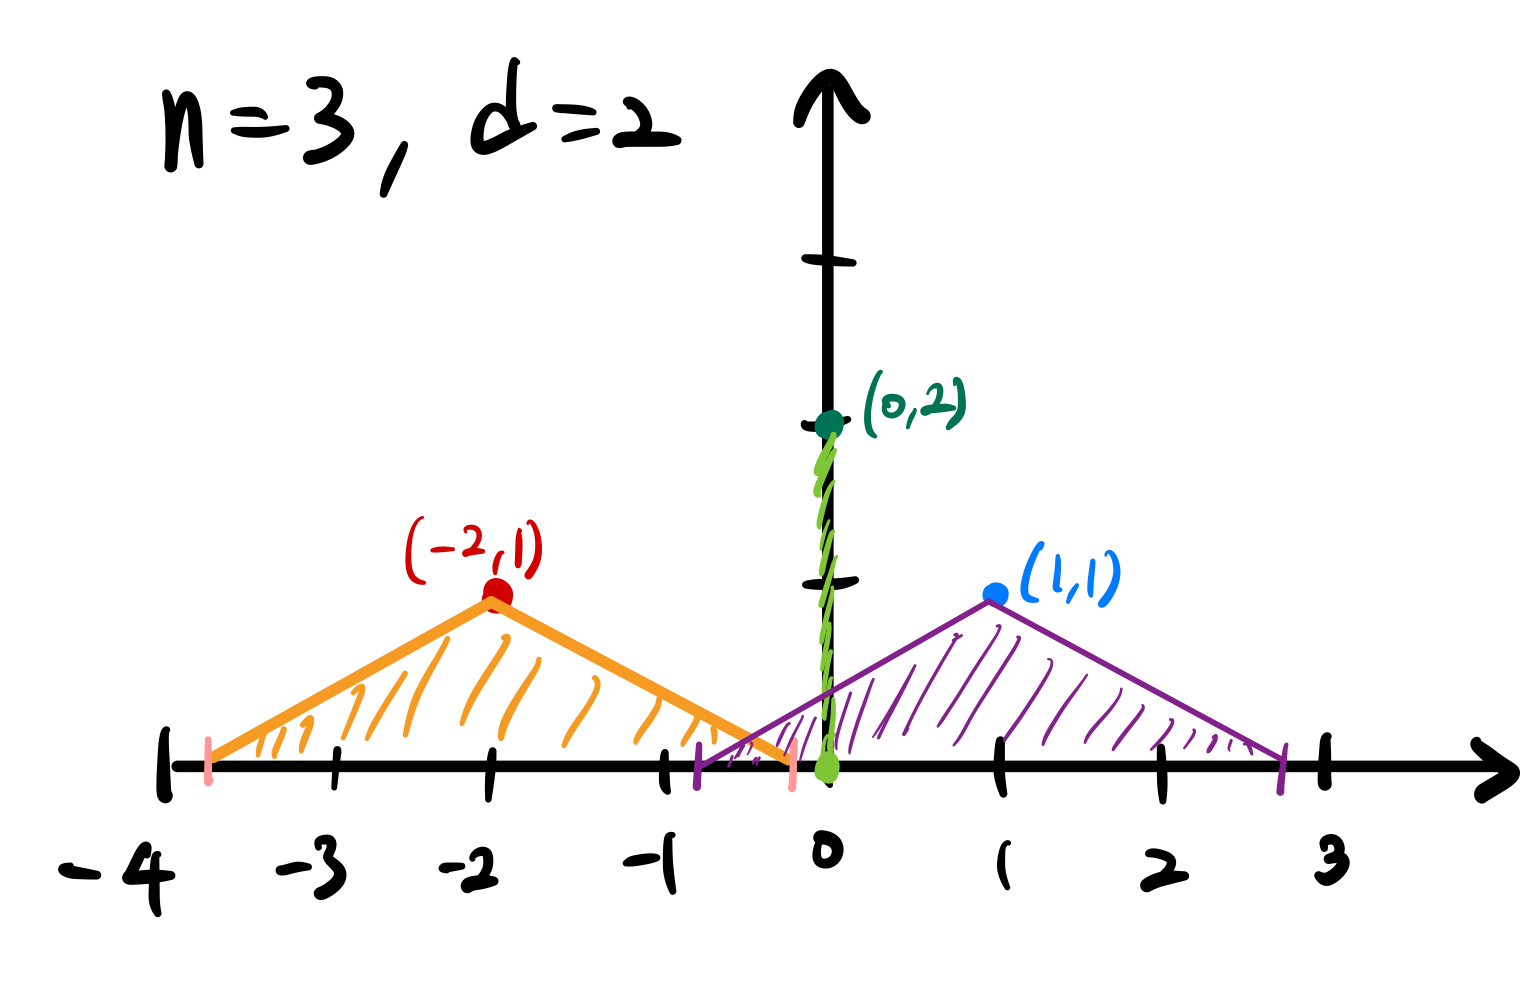 n=3, d=2
(0,2)
(-2,1)
(1,1)
-4 -3 -2 -1 0 1 2 3